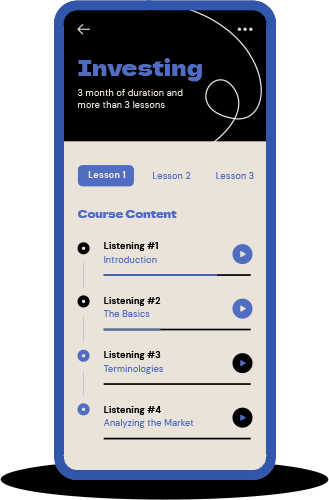 Investing
3 month of duration and
more than 3 lessons
Lesson 1
Lesson 2
Lesson 3
Course Content
Listening #1
Introduction
Listening #2
The Basics
Listening #3
Terminologies
Listening #4
Analyzing the Market